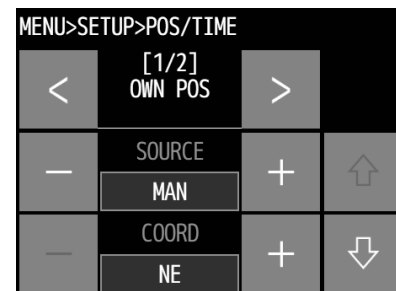 MENU>SETUP>POS/TIME
[1/2]
< OWN POS >
SOURCE
− MAN +
COORD
− NE +